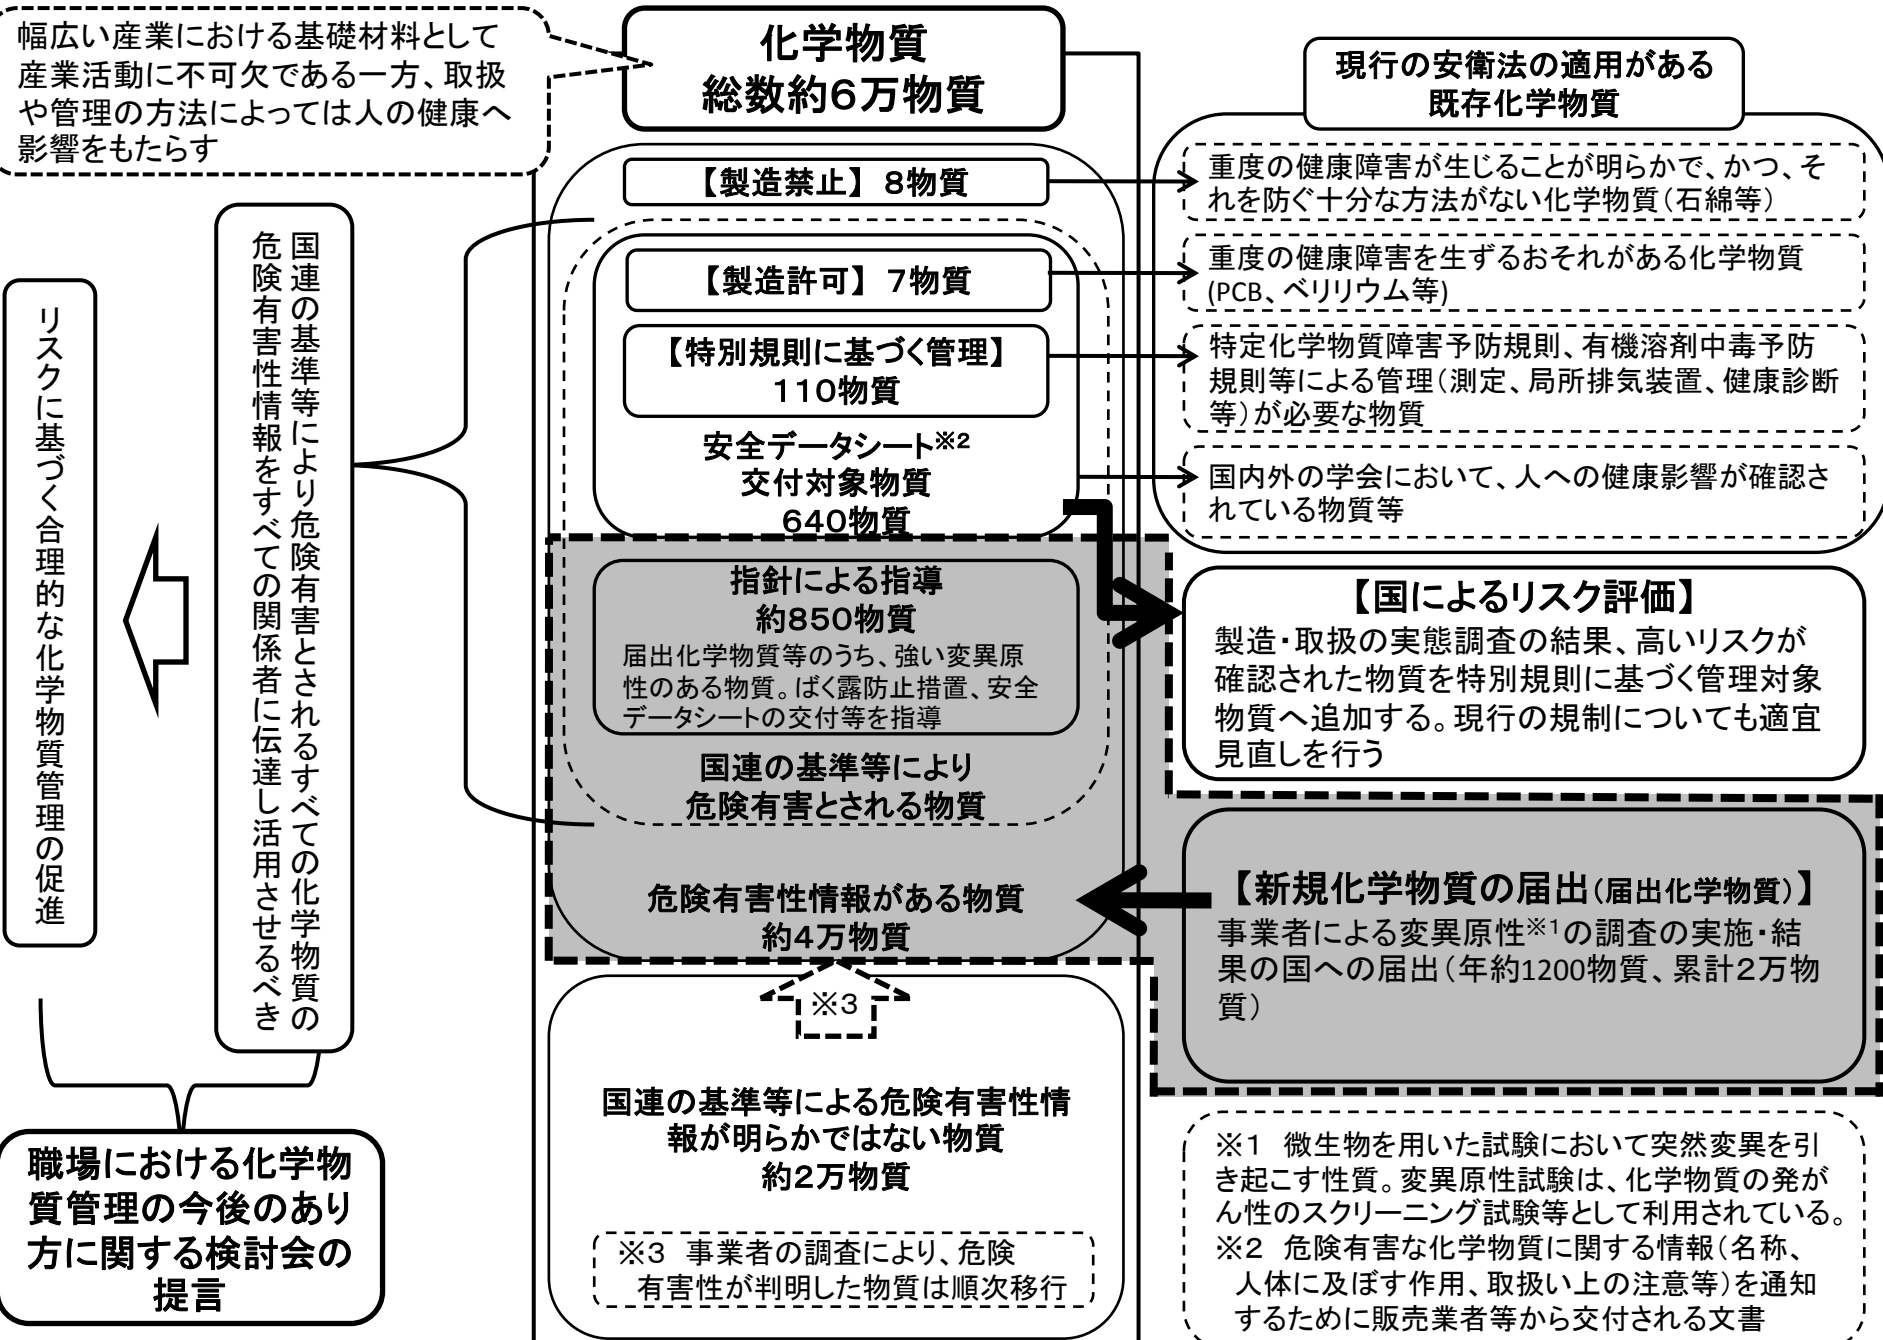 幅広い産業における基礎材料として
産業活動に不可欠である一方、取扱
や管理の方法によっては人の健康へ
影響をもたらす
化学物質
総数約6万物質
現行の安衛法の適用がある
既存化学物質
【製造禁止】 8物質
重度の健康障害が生じることが明らかで、かつ、そ
れを防ぐ十分な方法がない化学物質(石綿等)
【製造許可】 7物質
重度の健康障害を生ずるおそれがある化学物質
(PCB、ベリリウム等)
【特別規則に基づく管理】
110物質
特定化学物質障害予防規則、有機溶剤中毒予防
規則等による管理(測定、局所排気装置、健康診断
等)が必要な物質
安全データシート※2
交付対象物質
640物質
国内外の学会において、人への健康影響が確認さ
れている物質等
指針による指導
約850物質
届出化学物質等のうち、強い変異原
性のある物質。ばく露防止措置、安全
データシートの交付等を指導
国連の基準等により
危険有害とされる物質
危険有害性情報がある物質
約4万物質
【国によるリスク評価】
製造・取扱の実態調査の結果、高いリスクが
確認された物質を特別規則に基づく管理対象
物質へ追加する。現行の規制についても適宜
見直しを行う
【新規化学物質の届出(届出化学物質)】
事業者による変異原性※1の調査の実施・結
果の国への届出(年約1200物質、累計2万物
質)
※3
国連の基準等による危険有害性情
報が明らかではない物質
約2万物質
※3 事業者の調査により、危険
有害性が判明した物質は順次移行
※1 微生物を用いた試験において突然変異を引
き起こす性質。変異原性試験は、化学物質の発が
ん性のスクリーニング試験等として利用されている。
※2 危険有害な化学物質に関する情報(名称、
人体に及ぼす作用、取扱い上の注意等)を通知
するために販売業者等から交付される文書
国連の基準等により危険有害とされるすべての化学物質の
危険有害性情報をすべての関係者に伝達し活用させるべき
リスクに基づく合理的な化学物質管理の促進
職場における化学物
質管理の今後のあり
方に関する検討会の
提言